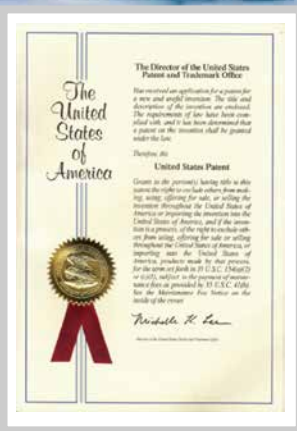 The
United
States
of
America
The Director of the United States
Patent and Trademark Office
Has received an application for a patent for
a new and useful invention. The title and
description of the invention are enclosed.
The requirements of law have been com-
plied with, and it has been determined that
a patent on the invention shall be granted
under the law.
Therefore, this
United States Patent
Grants to the person(s) having title to this
patent the right to exclude others from mak-
ing, using, offering for sale, or selling the
invention throughout the United States of
America or importing the invention into the
United States of America, and if the inven-
tion is a process, of the right to exclude oth-
ers from using, offering for sale or selling
throughout the United States of America, or
importing into the United States of
America, products made by that process,
for the term set forth in 35 U.S.C. 154(a)(2)
or (c)(1), subject to the payment of mainte-
nance fees as provided by 35 U.S.C. 41(b).
See the Maintenance Fee Notice on the
inside of the cover.
Michelle K. Lee